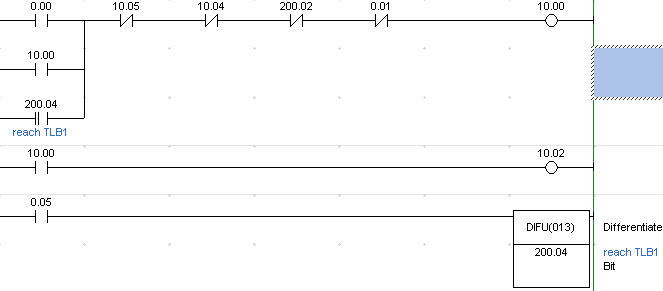 0.00 10.05 10.04 200.02 0.01 10.00
10.00
200.04
reach TLB1
10.00 10.02
0.05
DIFU(013) Differentiate
200.04 reach TLB1
Bit